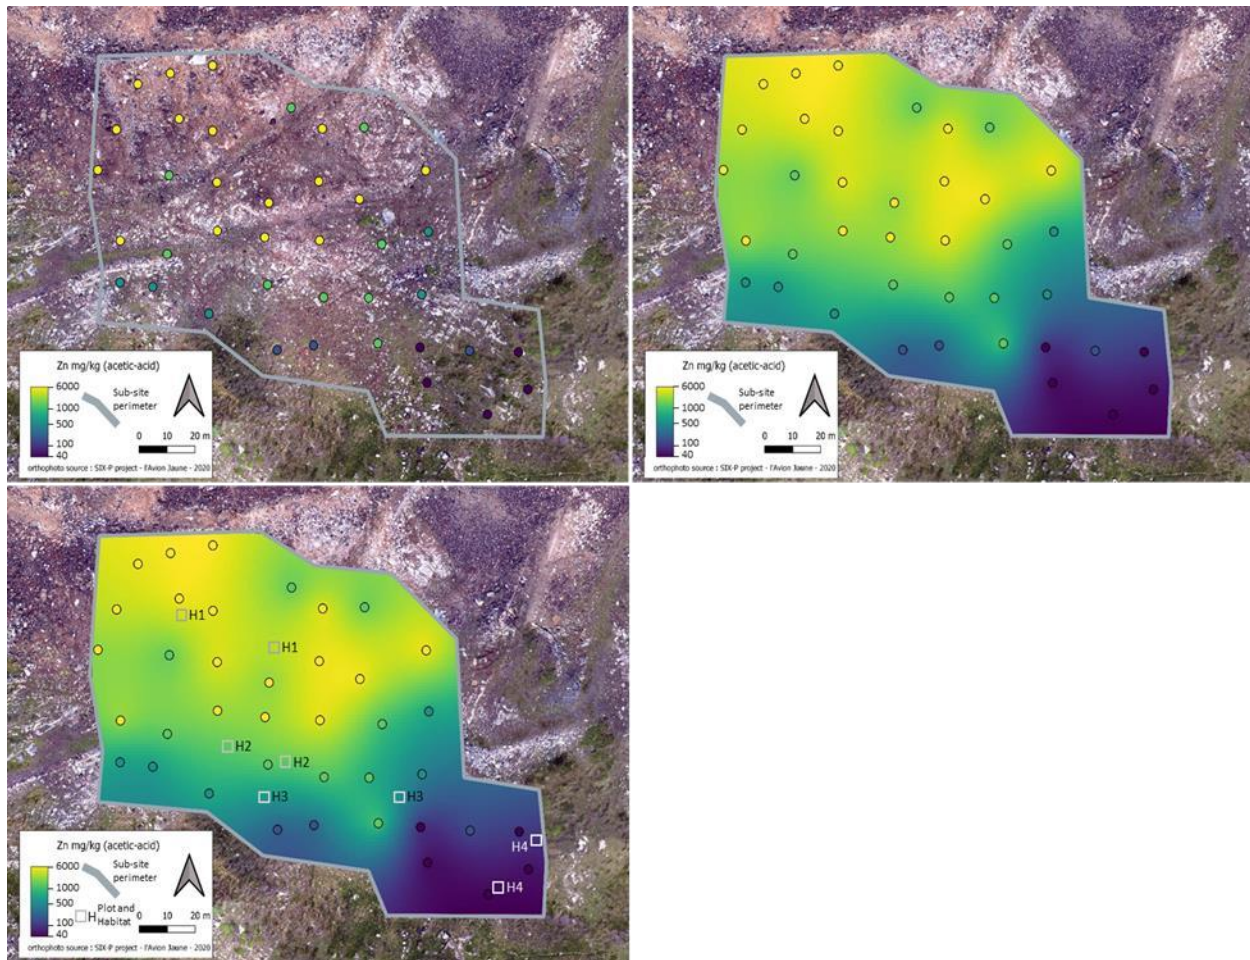 Zn mg/kg (acetic-acid)
6000
1000
500
100
40
Sub-site
perimeter
0 10 20 m
orthophoto source : SIX-P project - l'Avion Jaune - 2020
Zn mg/kg (acetic-acid)
6000
1000
500
100
40
Sub-site
perimeter
0 10 20 m
orthophoto source : SIX-P project - l'Avion Jaune - 2020
H1
H1
H2
H2
H3
H3
H4
H4
Zn mg/kg (acetic-acid)
6000
1000
500
100
40
Sub-site
perimeter
H Plot and
Habitat
0 10 20 m
orthophoto source : SIX-P project - l'Avion Jaune - 2020